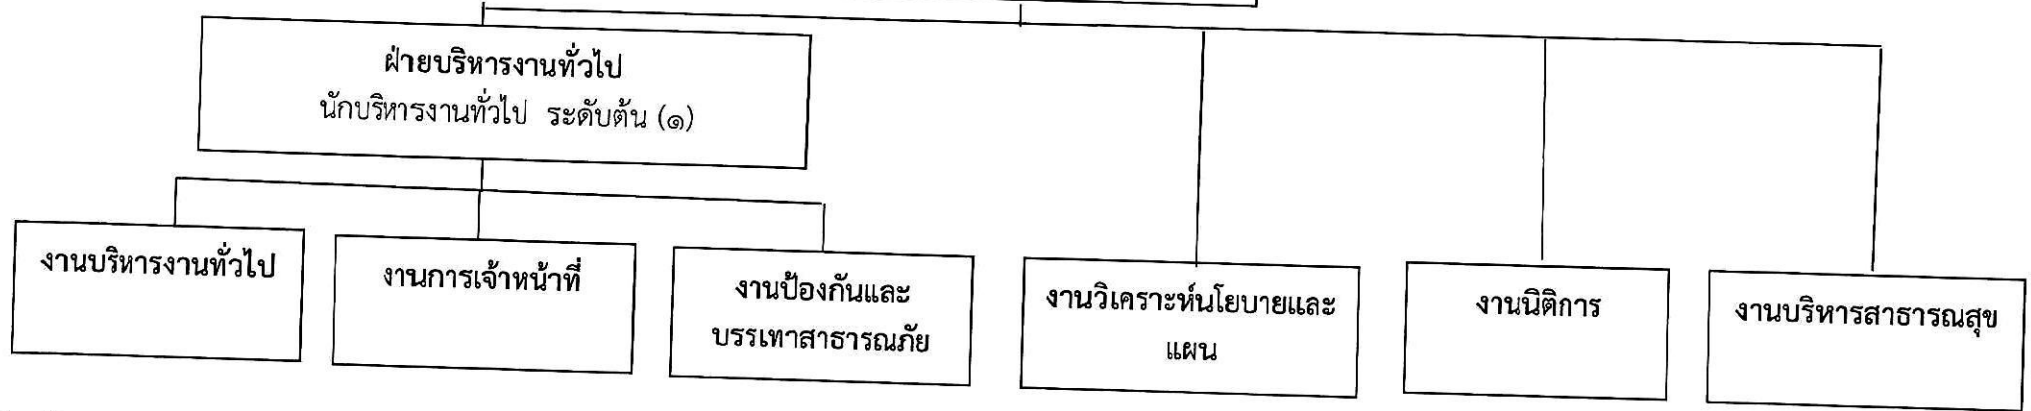 ฝ่ายบริหารงานทั่วไป
นักบริหารงานทั่วไป ระดับต้น (๑)
งานบริหารงานทั่วไป
งานการเจ้าหน้าที่
งานป้องกันและ
บรรเทาสาธารณภัย
งานวิเคราะห์นโยบายและ
แผน
งานนิติการ
งานบริหารสาธารณสุข